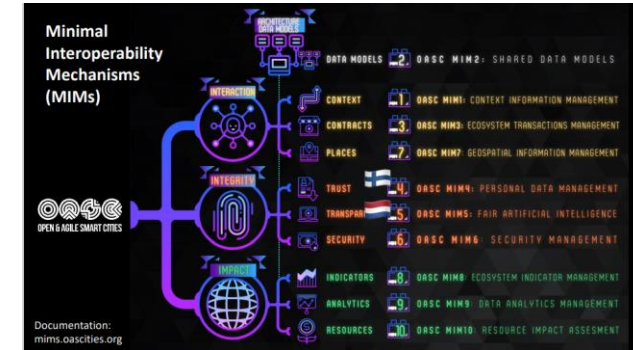 Minimal
Interoperability
Mechanisms
(MIMs)
ARCHITECTURE
DATA MODELS
DATA MODELS 2. OASC MIM2: SHARED DATA MODELS
INTERACTION
CONTEXT 1. OASC MIM1: CONTEXT INFORMATION MANAGEMENT
CONTRACTS 3. OASC MIM3: ECOSYSTEM TRANSACTIONS MANAGEMENT
PLACES 7. OASC MIM7: GEOSPATIAL INFORMATION MANAGEMENT
INTEGRITY
TRUST 4. OASC MIM4: PERSONAL DATA MANAGEMENT
TRANSPAR 5. OASC MIM5: FAIR ARTIFICIAL INTELLIGENCE
SECURITY 6. OASC MIM6: SECURITY MANAGEMENT
OASC
OPEN & AGILE SMART CITIES
IMPACT
INDICATORS 8. OASC MIM8: ECOSYSTEM INDICATOR MANAGEMENT
ANALYTICS 9. OASC MIM9: DATA ANALYTICS MANAGEMENT
RESOURCES 10. OASC MIM10: RESOURCE IMPACT ASSESMENT
Documentation:
mims.oascities.org